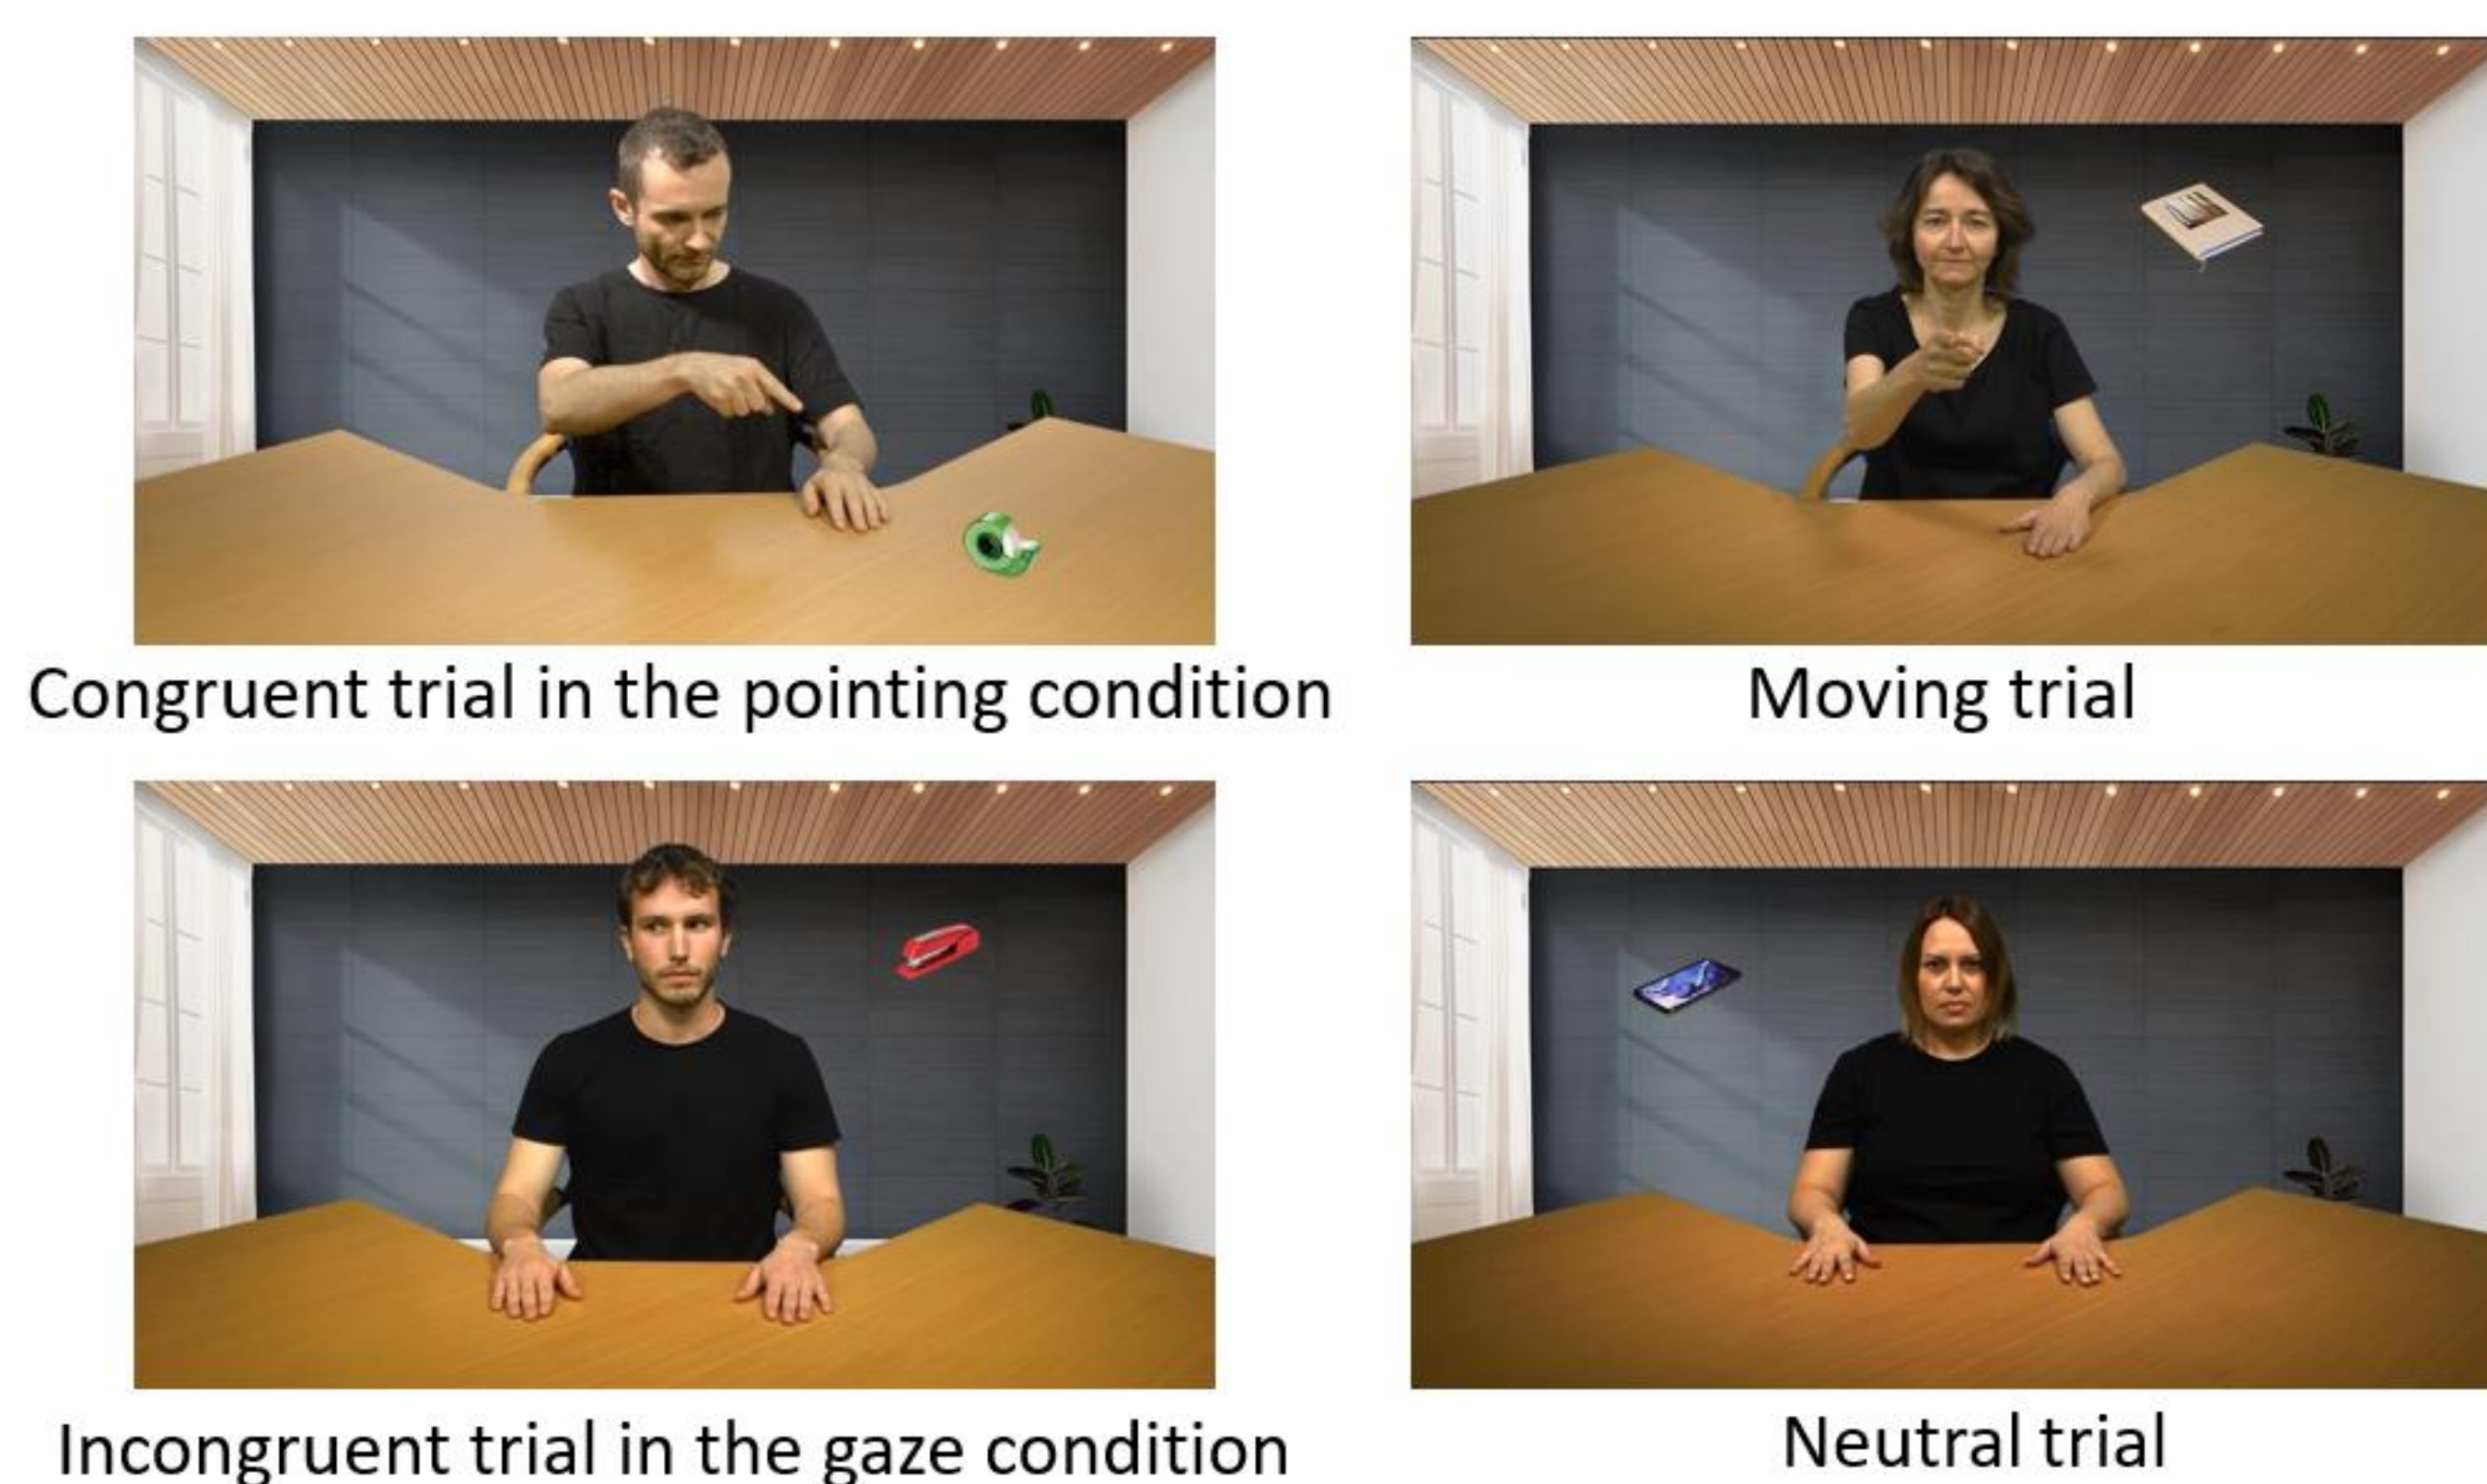 Congruent trial in the pointing condition
Moving trial
Incongruent trial in the gaze condition
Neutral trial